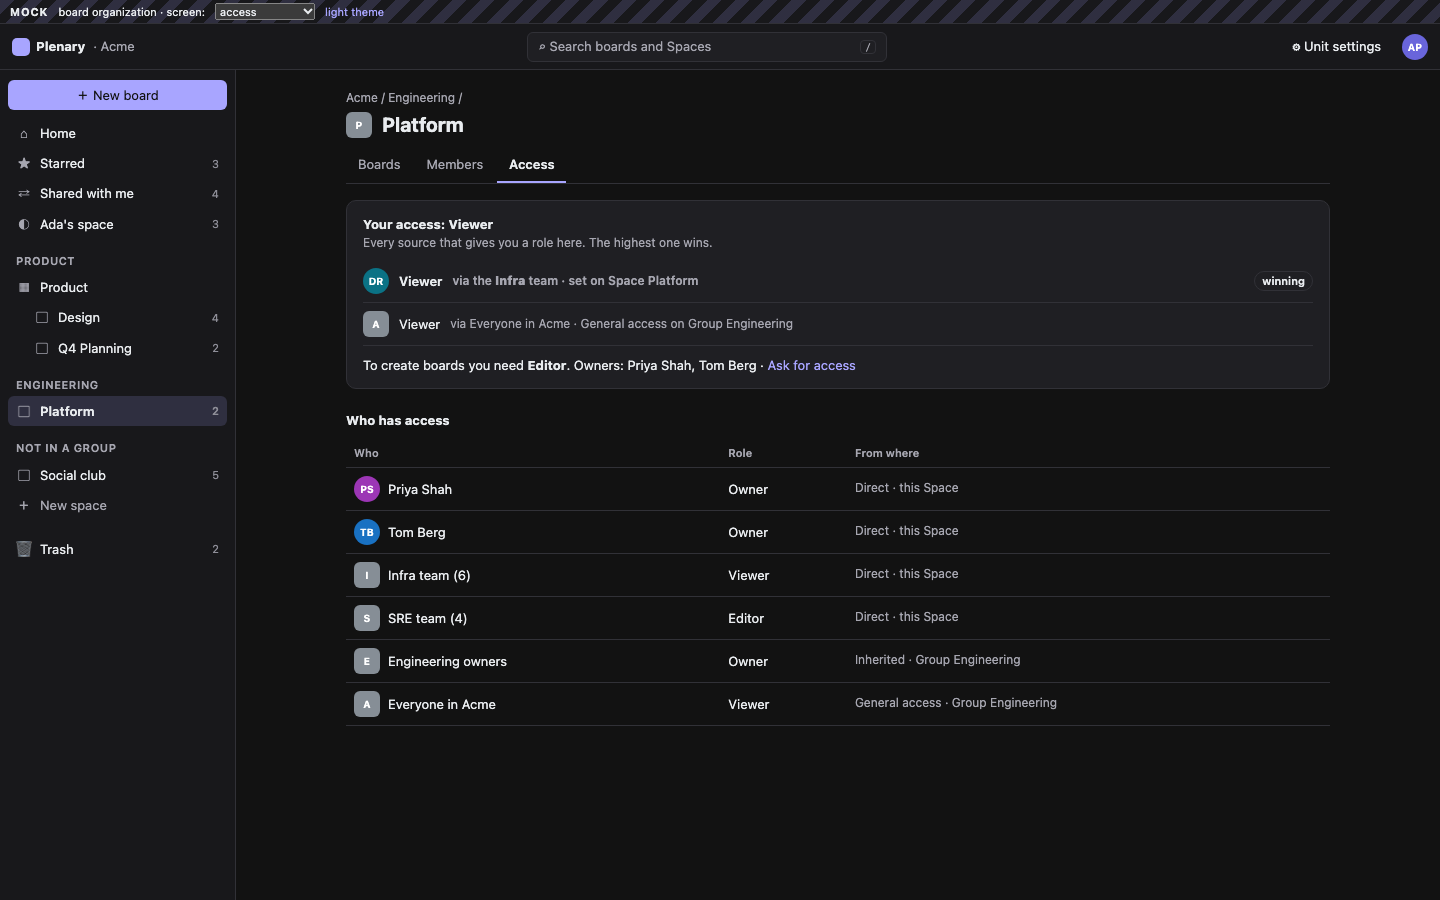 MOCK board organization · screen: access light theme
Plenary · Acme
Search boards and Spaces /
Unit settings
AP
+ New board
Home
Starred 3
Shared with me 4
Ada's space 3
PRODUCT
Product
Design 4
Q4 Planning 2
ENGINEERING
Platform 2
NOT IN A GROUP
Social club 5
+ New space
Trash 2
Acme / Engineering /
P Platform
Boards Members Access
Your access: Viewer
Every source that gives you a role here. The highest one wins.
DR Viewer via the Infra team · set on Space Platform winning
A Viewer via Everyone in Acme · General access on Group Engineering
To create boards you need Editor. Owners: Priya Shah, Tom Berg · Ask for access
Who has access
Who Role From where
PS Priya Shah Owner Direct · this Space
TB Tom Berg Owner Direct · this Space
I Infra team (6) Viewer Direct · this Space
S SRE team (4) Editor Direct · this Space
E Engineering owners Owner Inherited · Group Engineering
A Everyone in Acme Viewer General access · Group Engineering